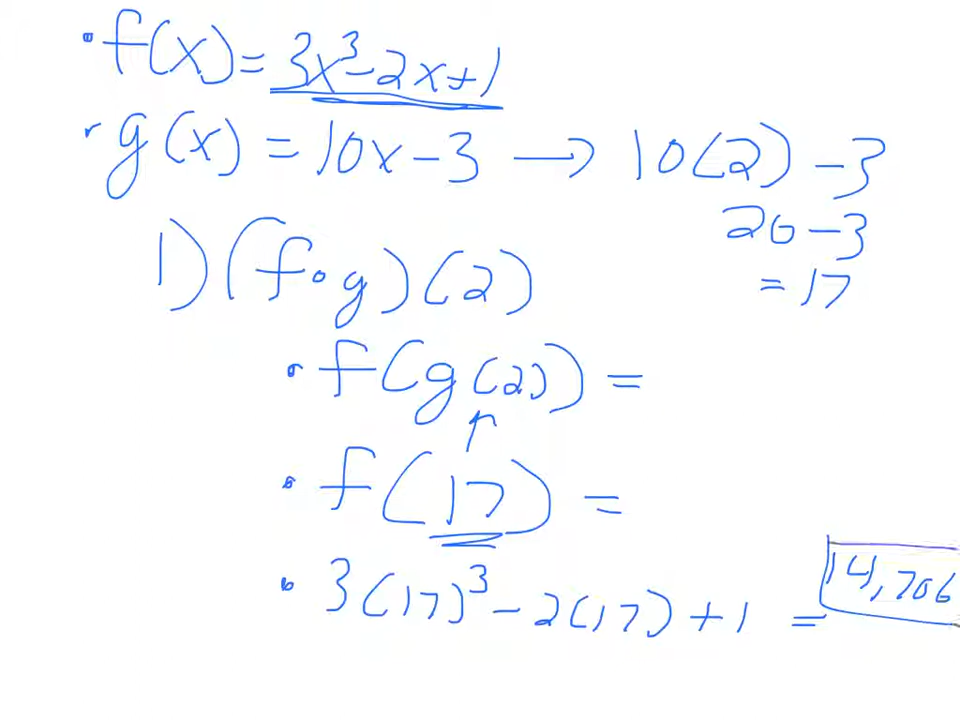 • f(x) = 3x³-2x+1
• g(x) = 10x-3 → 10(2) -3
20-3
= 17
1) (f∘g)(2)
• f(g(2)) =
↑
• f(17) =
• 3(17)³-2(17)+1 = 14,706